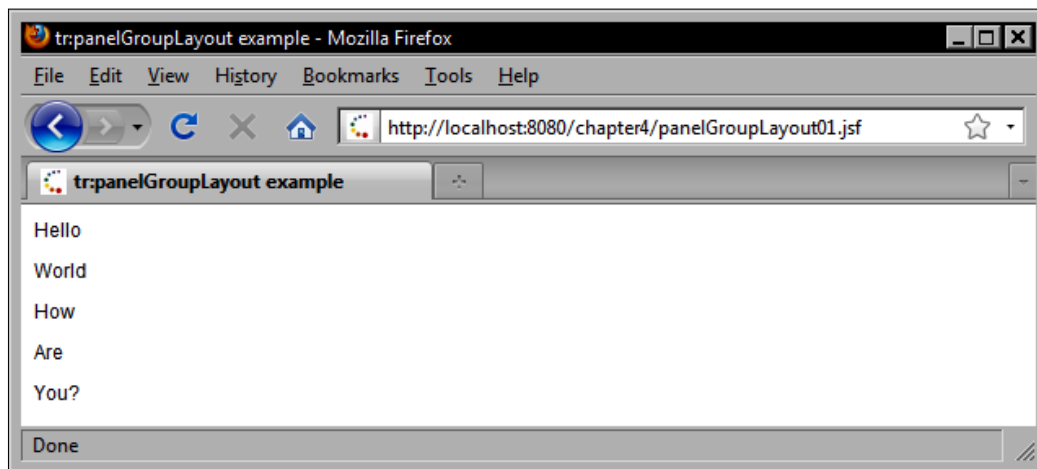 tr:panelGroupLayout example - Mozilla Firefox
File Edit View History Bookmarks Tools Help
http://localhost:8080/chapter4/panelGroupLayout01.jsf
tr:panelGroupLayout example
Hello
World
How
Are
You?
Done